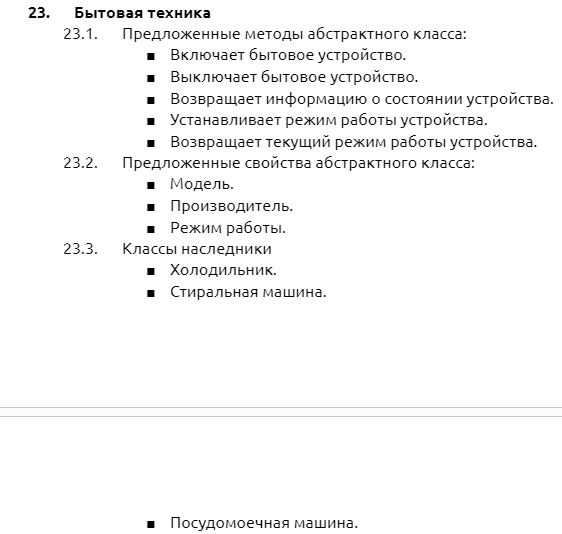 23. Бытовая техника
23.1. Предложенные методы абстрактного класса:
▪ Включает бытовое устройство.
▪ Выключает бытовое устройство.
▪ Возвращает информацию о состоянии устройства.
▪ Устанавливает режим работы устройства.
▪ Возвращает текущий режим работы устройства.
23.2. Предложенные свойства абстрактного класса:
▪ Модель.
▪ Производитель.
▪ Режим работы.
23.3. Классы наследники
▪ Холодильник.
▪ Стиральная машина.
▪ Посудомоечная машина.